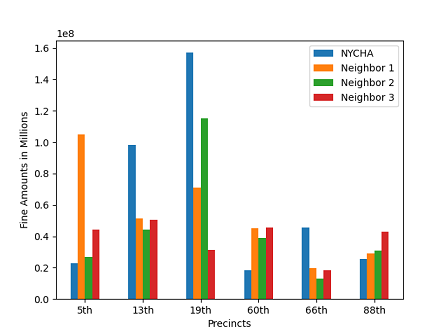 1e8
1.6
1.4
1.2
1.0
0.8
0.6
0.4
0.2
0.0
Fine Amounts in Millions
NYCHA
Neighbor 1
Neighbor 2
Neighbor 3
5th 13th 19th 60th 66th 88th
Precincts